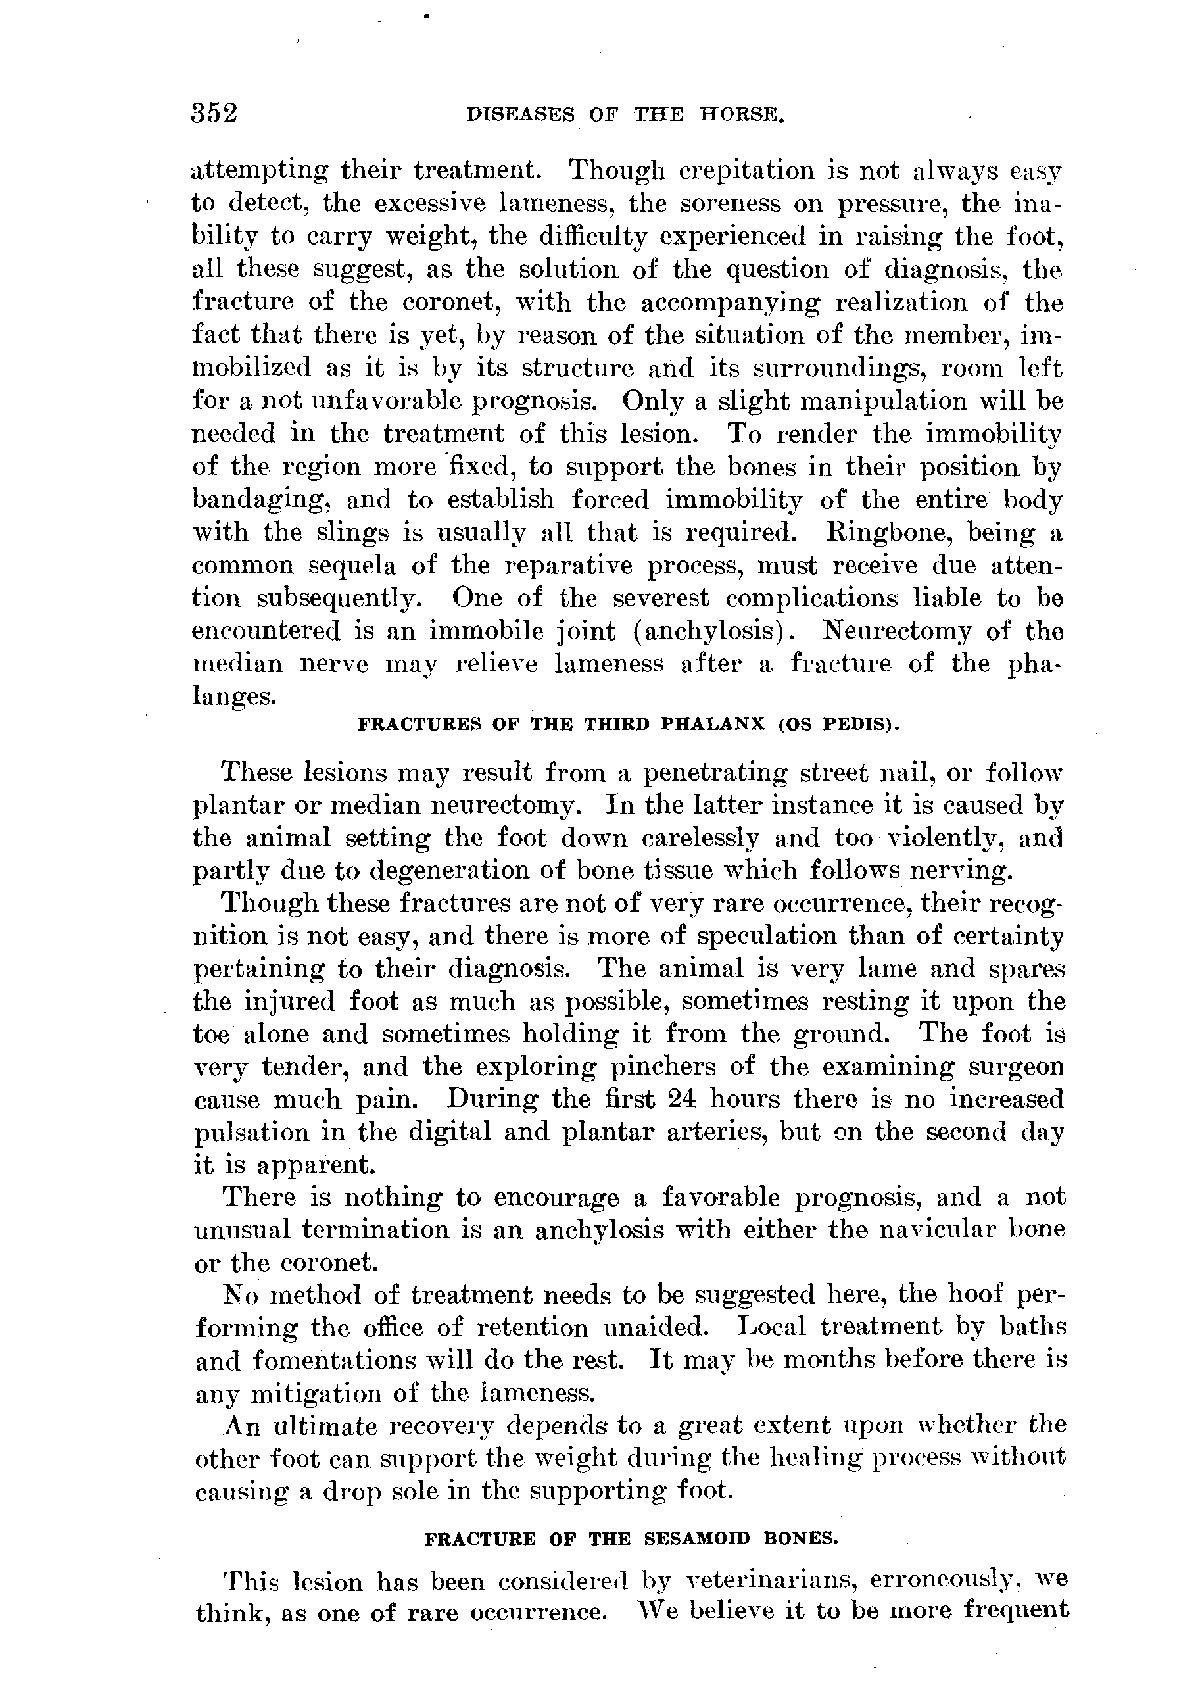 352 DISEASES OF THE HORSE.
attempting their treatment. Though crepitation is not always easy
to detect, the excessive lameness, the soreness on pressure, the ina-
bility to carry weight, the difficulty experienced in raising the foot,
all these suggest, as the solution of the question of diagnosis, the
fracture of the coronet, with the accompanying realization of the
fact that there is yet, by reason of the situation of the member, im-
mobilized as it is by its structure and its surroundings, room left
for a not unfavorable prognosis. Only a slight manipulation will be
needed in the treatment of this lesion. To render the immobility
of the region more fixed, to support the bones in their position by
bandaging, and to establish forced immobility of the entire body
with the slings is usually all that is required. Ringbone, being a
common sequela of the reparative process, must receive due atten-
tion subsequently. One of the severest complications liable to be
encountered is an immobile joint (anchylosis). Neurectomy of the
median nerve may relieve lameness after a fracture of the pha-
langes.
FRACTURES OF THE THIRD PHALANX (OS PEDIS).
These lesions may result from a penetrating street nail, or follow
plantar or median neurectomy. In the latter instance it is caused by
the animal setting the foot down carelessly and too violently, and
partly due to degeneration of bone tissue which follows nerving.
Though these fractures are not of very rare occurrence, their recog-
nition is not easy, and there is more of speculation than of certainty
pertaining to their diagnosis. The animal is very lame and spares
the injured foot as much as possible, sometimes resting it upon the
toe alone and sometimes holding it from the ground. The foot is
very tender, and the exploring pinchers of the examining surgeon
cause much pain. During the first 24 hours there is no increased
pulsation in the digital and plantar arteries, but on the second day
it is apparent.
There is nothing to encourage a favorable prognosis, and a not
unusual termination is an anchylosis with either the navicular bone
or the coronet.
No method of treatment needs to be suggested here, the hoof per-
forming the office of retention unaided. Local treatment by baths
and fomentations will do the rest. It may be months before there is
any mitigation of the lameness.
An ultimate recovery depends to a great extent upon whether the
other foot can support the weight during the healing process without
causing a drop sole in the supporting foot.
FRACTURE OF THE SESAMOID BONES.
This lesion has been considered by veterinarians, erroneously, we
think, as one of rare occurrence. We believe it to be more frequent